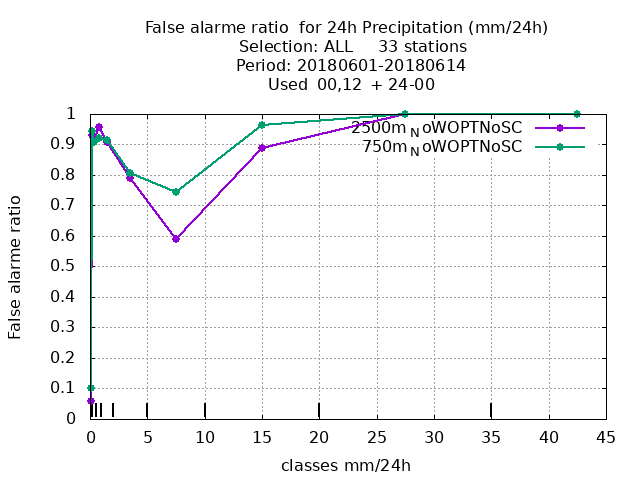 False alarme ratio  for 24h Precipitation (mm/24h)
Selection: ALL     33 stations
Period: 20180601-20180614
Used  00,12  + 24-00
2500m_NoWOPTNoSC
750m_NoWOPTNoSC
1
0.9
0.8
0.7
0.6
0.5
0.4
0.3
0.2
0.1
0
False alarme ratio
0 5 10 15 20 25 30 35 40 45
classes mm/24h